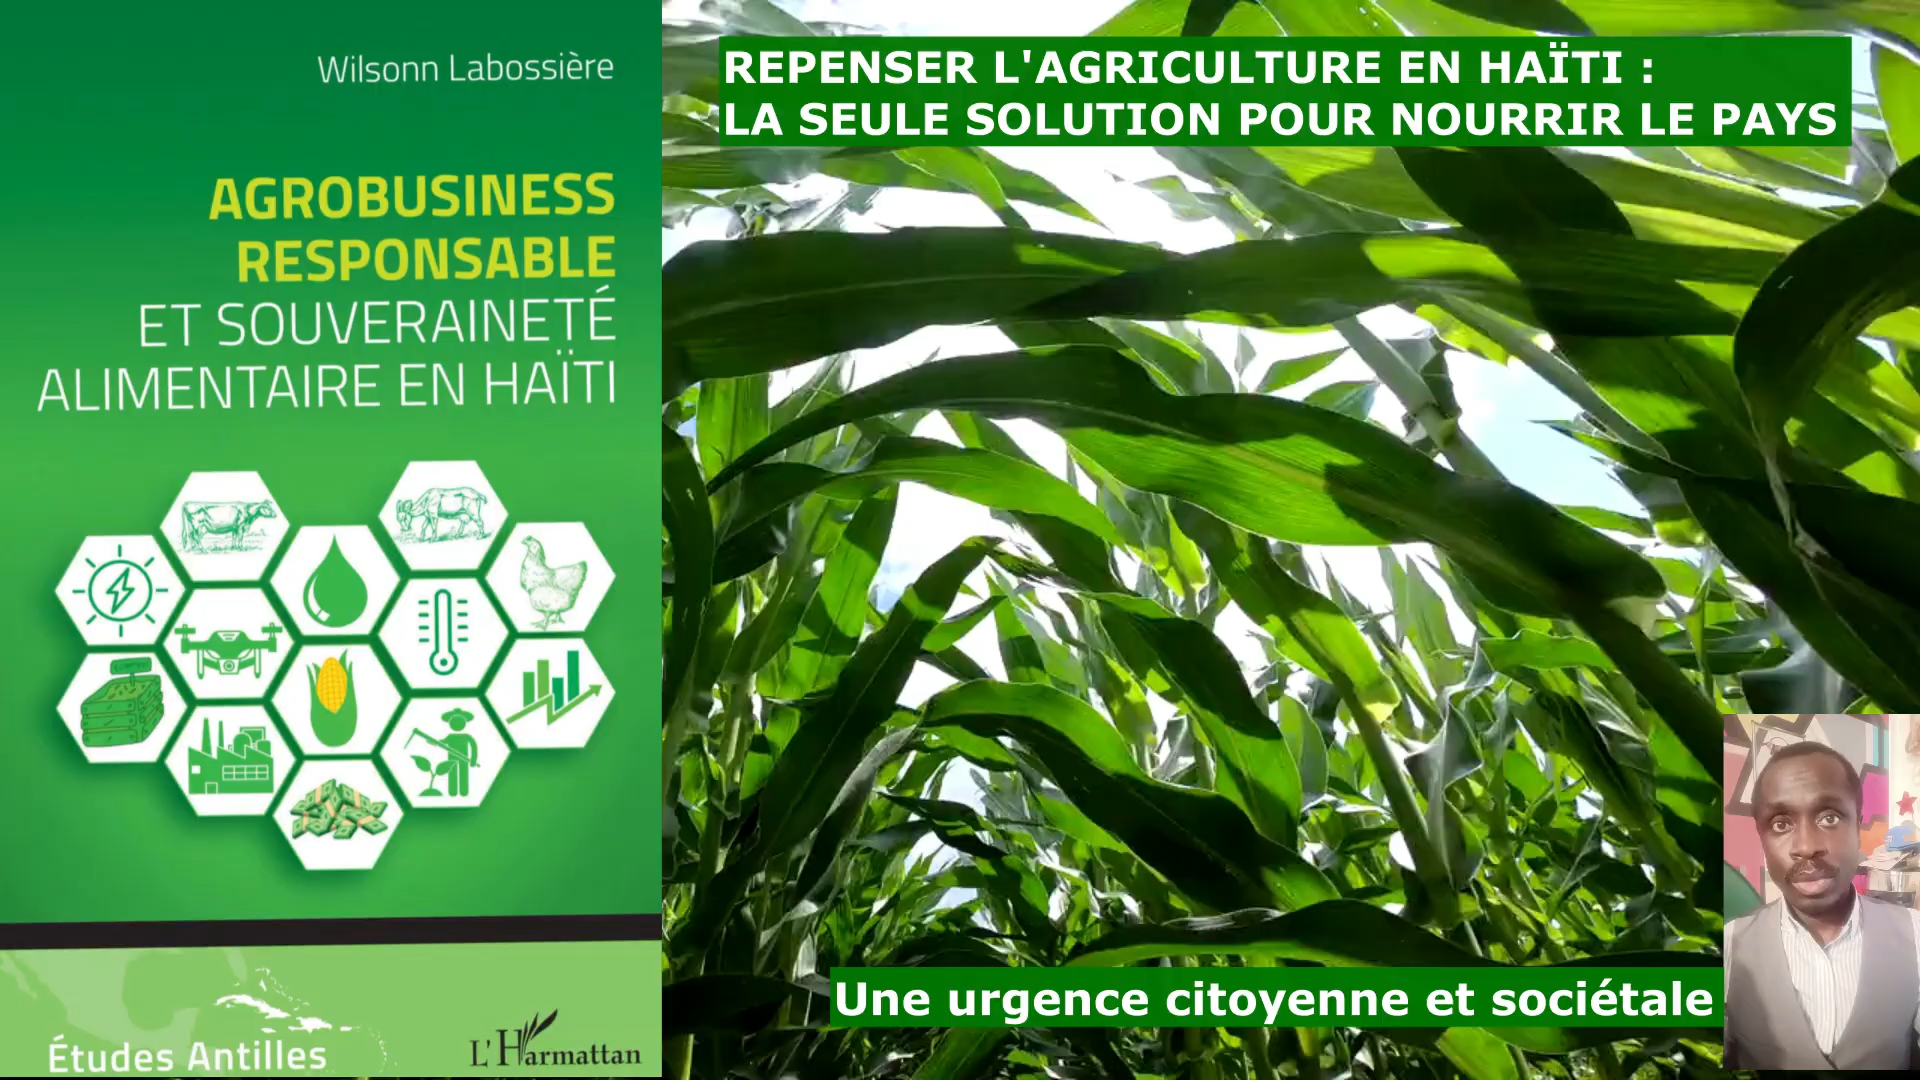 Wilsonn Labossière
AGROBUSINESS
RESPONSABLE
ET SOUVERAINETÉ
ALIMENTAIRE EN HAÏTI
Études Antilles
L'Harmattan
REPENSER L'AGRICULTURE EN HAÏTI :
LA SEULE SOLUTION POUR NOURRIR LE PAYS
Une urgence citoyenne et sociétale